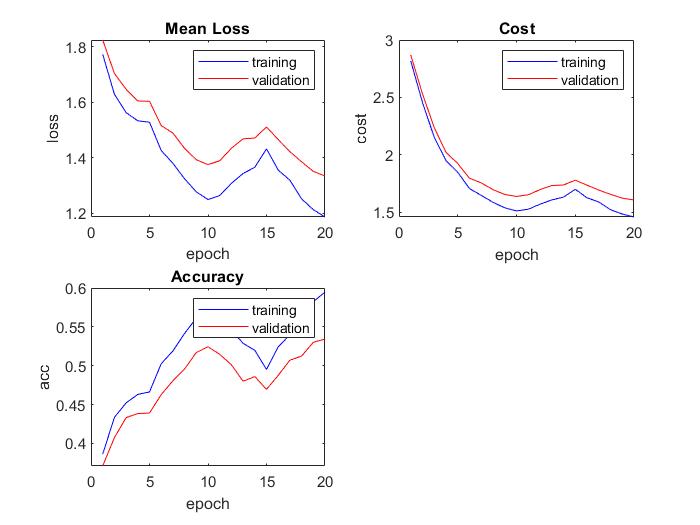 Mean Loss
1.8
1.6
1.4
1.2
loss
training
validation
0 5 10 15 20
epoch
Cost
3
2.5
2
1.5
cost
training
validation
0 5 10 15 20
epoch
Accuracy
0.6
0.55
0.5
0.45
0.4
acc
training
validation
0 5 10 15 20
epoch